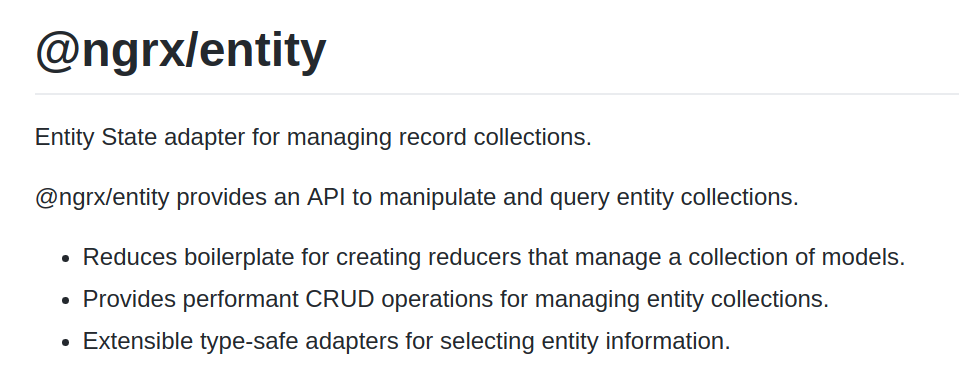 @ngrx/entity
Entity State adapter for managing record collections.
@ngrx/entity provides an API to manipulate and query entity collections.
• Reduces boilerplate for creating reducers that manage a collection of models.
• Provides performant CRUD operations for managing entity collections.
• Extensible type-safe adapters for selecting entity information.